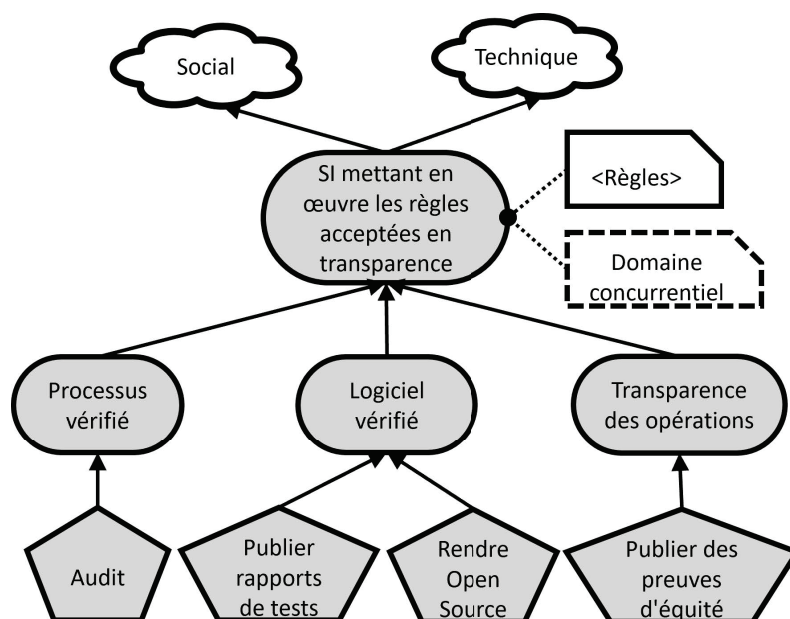 Social
Technique
SI mettant en
œuvre les règles
acceptées en
transparence
<Règles>
Domaine
concurrentiel
Processus
vérifié
Logiciel
vérifié
Transparence
des opérations
Audit
Publier
rapports
de tests
Rendre
Open
Source
Publier des
preuves
d'équité